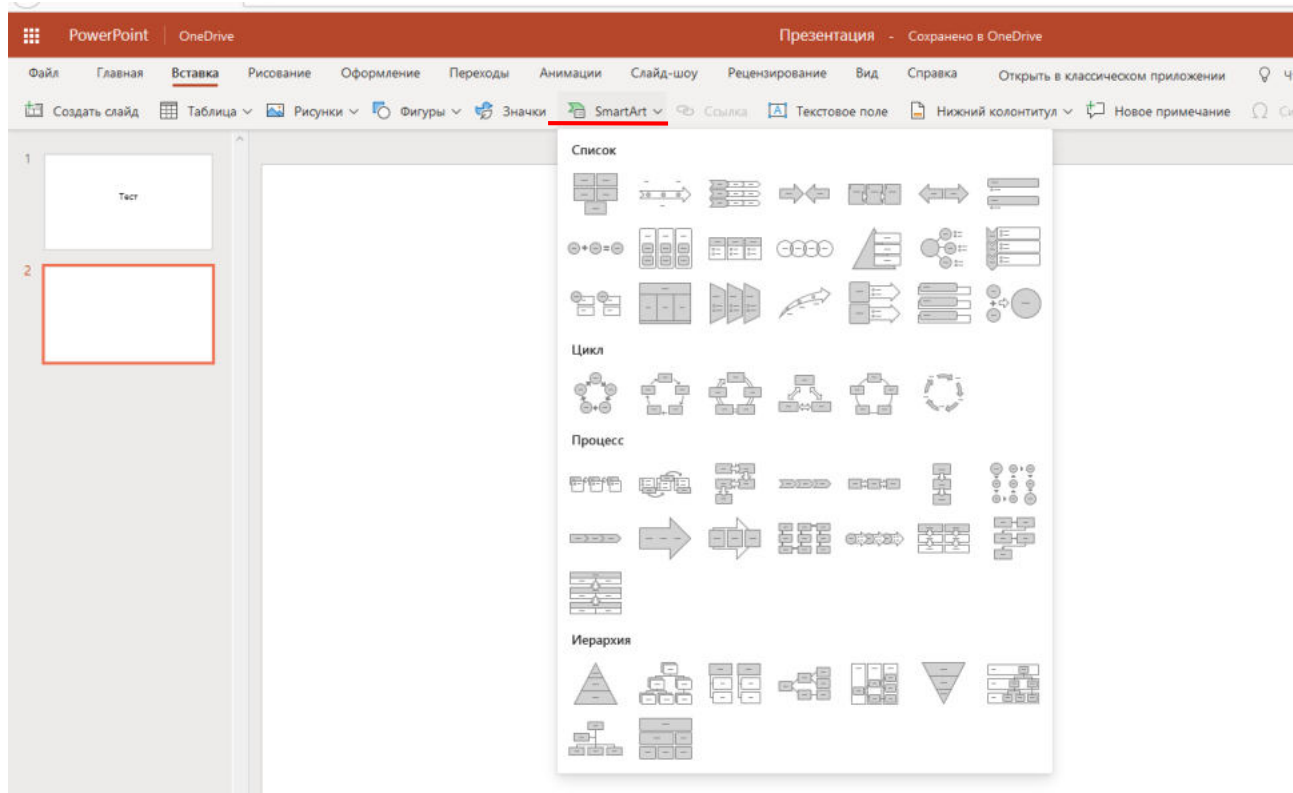 PowerPoint OneDrive Презентация - Сохранено в OneDrive
Файл Главная Вставка Рисование Оформление Переходы Анимации Слайд-шоу Рецензирование Вид Справка Открыть в классическом приложении
Создать слайд Таблица Рисунки Фигуры Значки SmartArt Ссылка Текстовое поле Нижний колонтитул Новое примечание
Список
1
Тест
2
Цикл
Процесс
Иерархия